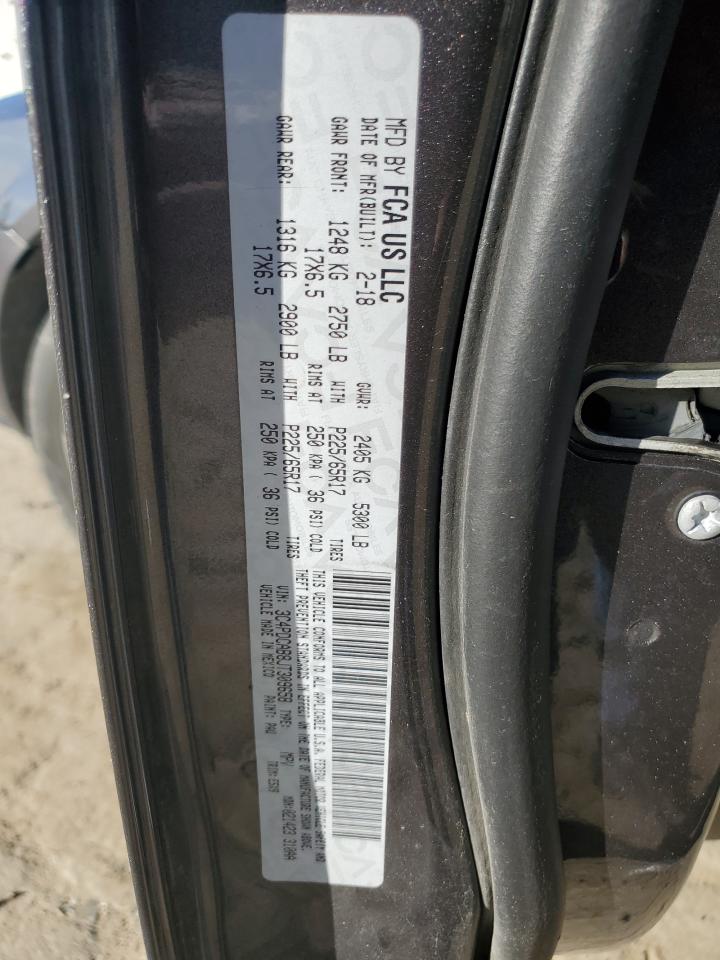 MFD BY FCA US LLC
DATE OF MFR(BUILT): 2-18 GVWR: 2405 KG 5300 LB
GAWR FRONT: 1248 KG 2750 LB WITH P225/65R17 TIRES
17X6.5 RIMS AT 250 KPA ( 36 PSI) COLD
GAWR REAR: 1316 KG 2900 LB WITH P225/65R17 TIRES
17X6.5 RIMS AT 250 KPA ( 36 PSI) COLD
THIS VEHICLE CONFORMS TO ALL APPLICABLE U.S.A. FEDERAL MOTOR VEHICLE SAFETY AND
THEFT PREVENTION STANDARDS IN EFFECT ON THE DATE OF MANUFACTURE SHOWN ABOVE.
VIN: 3C4PDCAB8JT309658 TYPE: MPV
VEHICLE MADE IN MEXICO PAINT: PAU